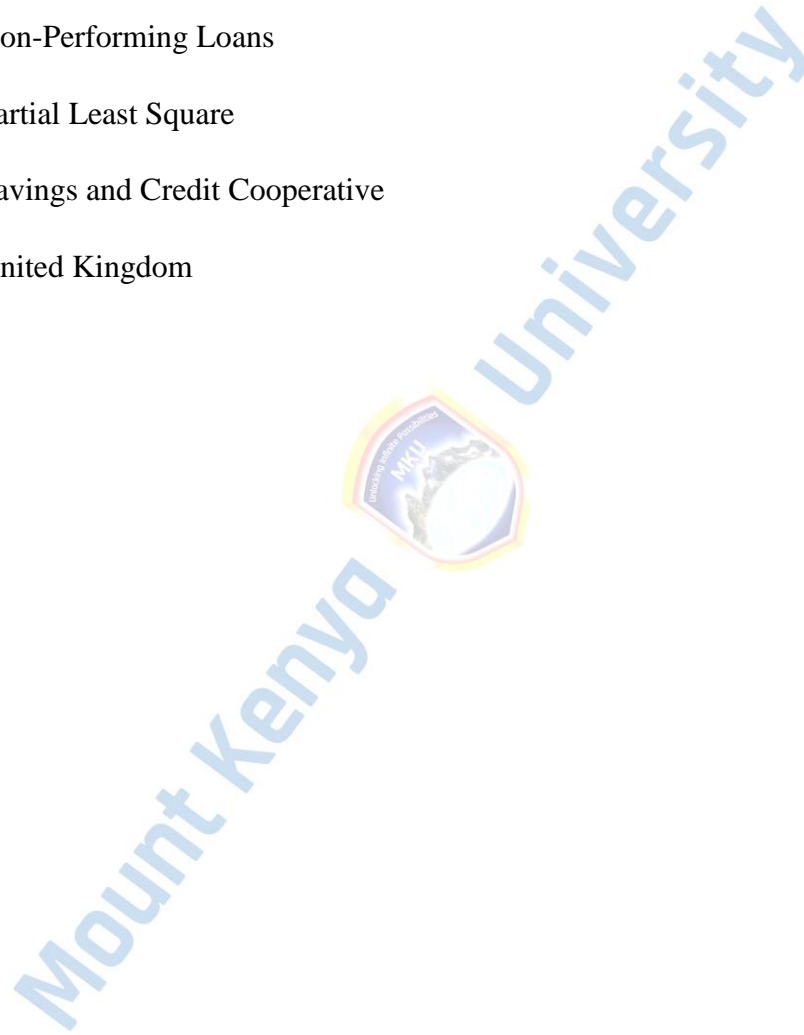 on-Performing Loans
artial Least Square
avings and Credit Cooperative
nited Kingdom
Mount Kenya University
Unlocking Infinite Possibilities
MKU